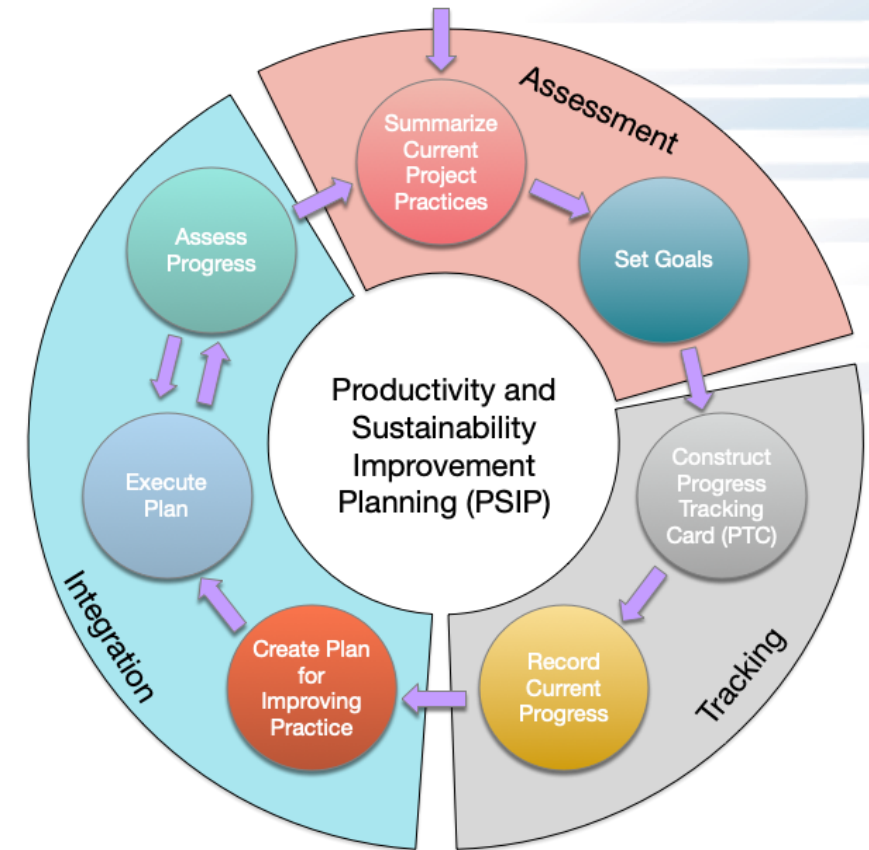 Assessment
Summarize
Current
Project
Practices
Set Goals
Construct
Progress
Tracking
Card (PTC)
Tracking
Record
Current
Progress
Create Plan
for
Improving
Practice
Integration
Execute
Plan
Assess
Progress
Productivity and
Sustainability
Improvement
Planning (PSIP)